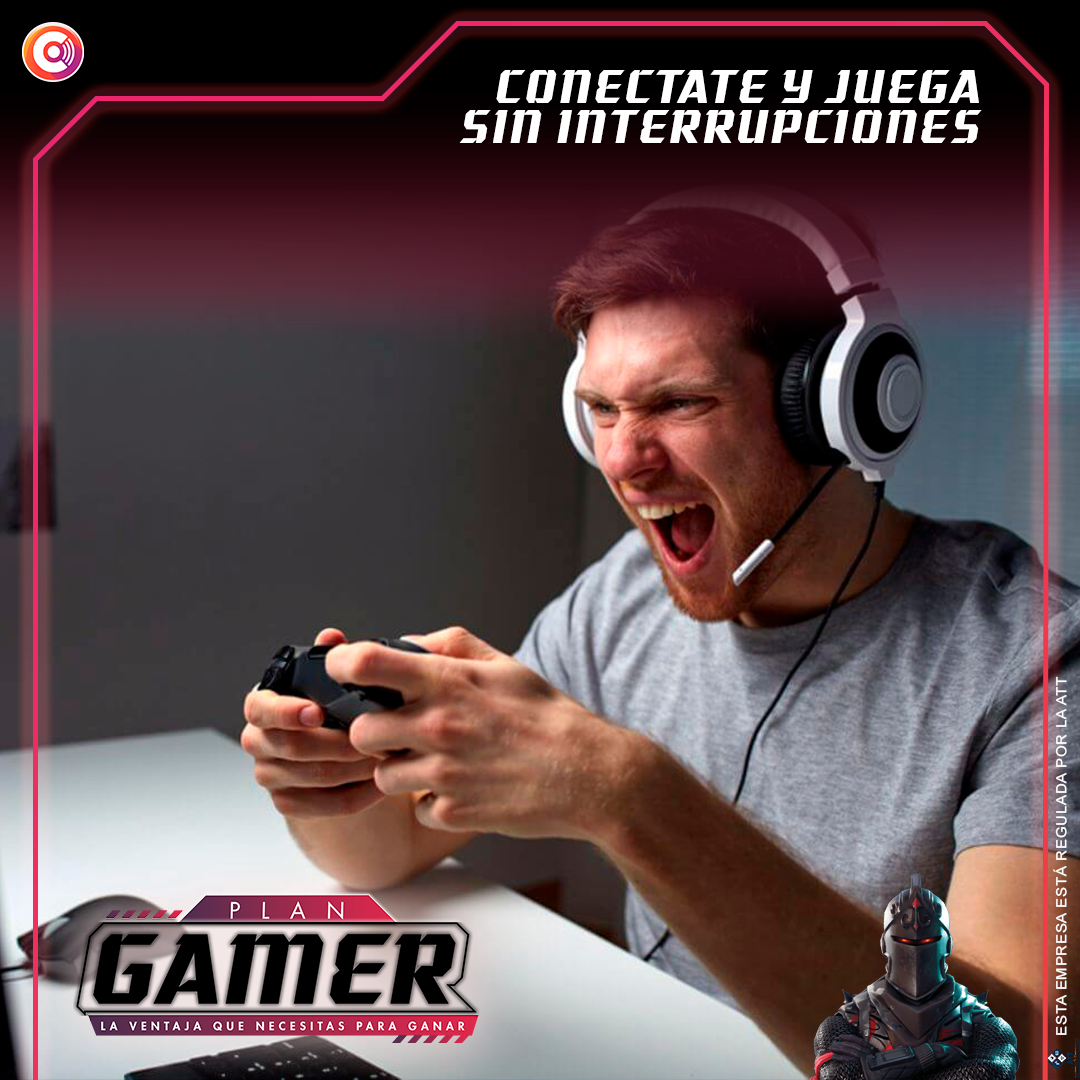 CONECTATE Y JUEGA
SIN INTERRUPCIONES
PLAN
GAMER
LA VENTAJA QUE NECESITAS PARA GANAR
ESTA EMPRESA ESTÁ REGULADA POR LA ATT